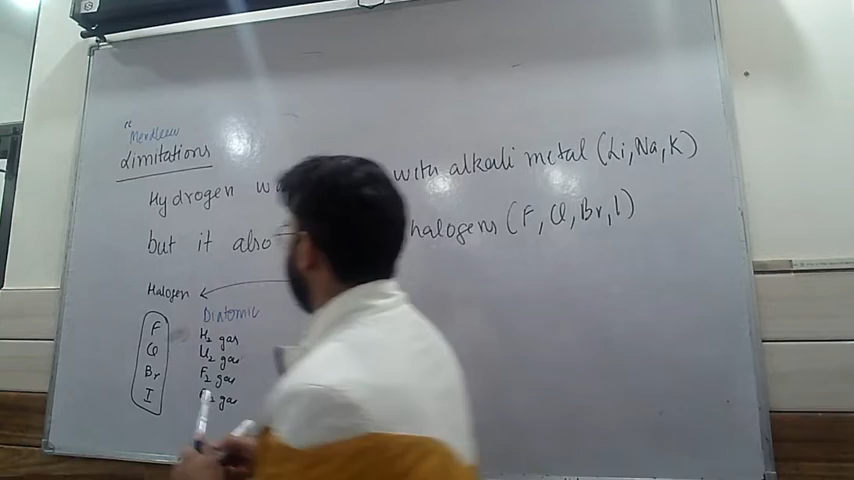 Mendleev
Limitations
Hydrogen with alkali metal (Li, Na, K)
but it also halogens (F, Cl, Br, I)
Halogen
Diatomic
F
Cl
Br
I
H2 gas
Cl2 gas
F2 gas
gas